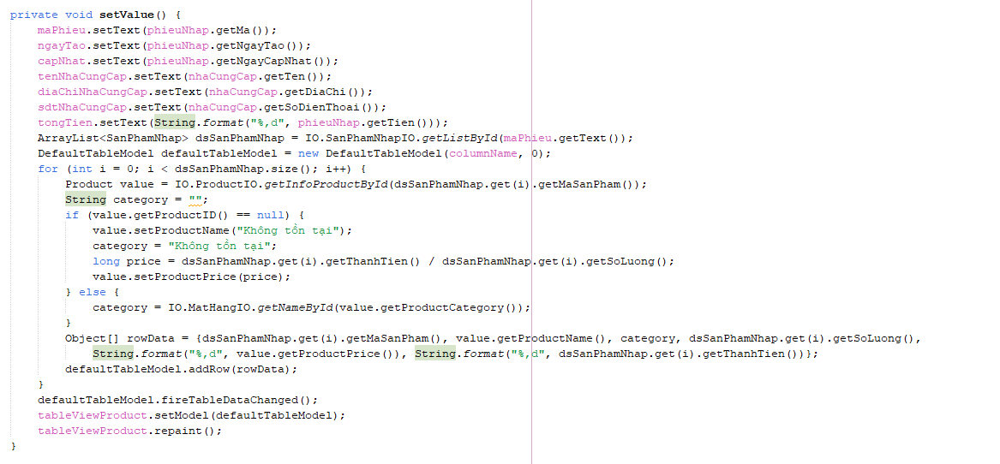 private void setValue() {
maPhieu.setText(phieuNhap.getMa());
ngayTao.setText(phieuNhap.getNgayTao());
capNhat.setText(phieuNhap.getNgayCapNhat());
tenNhaCungCap.setText(nhaCungCap.getTen());
diaChiNhaCungCap.setText(nhaCungCap.getDiaChi());
sdtNhaCungCap.setText(nhaCungCap.getSoDienThoai());
tongTien.setText(String.format("%,d", phieuNhap.getTien()));
ArrayList<SanPhamNhap> dsSanPhamNhap = IO.SanPhamNhapIO.getListById(maPhieu.getText());
DefaultTableModel defaultTableModel = new DefaultTableModel(columnName, 0);
for (int i = 0; i < dsSanPhamNhap.size(); i++) {
Product value = IO.ProductIO.getInfoProductById(dsSanPhamNhap.get(i).getMaSanPham());
String category = "";
if (value.getProductID() == null) {
value.setProductName("Không tồn tại");
category = "Không tồn tại";
long price = dsSanPhamNhap.get(i).getThanhTien() / dsSanPhamNhap.get(i).getSoLuong();
value.setProductPrice(price);
} else {
category = IO.MatHangIO.getNameById(value.getProductCategory());
}
Object[] rowData = {dsSanPhamNhap.get(i).getMaSanPham(), value.getProductName(), category, dsSanPhamNhap.get(i).getSoLuong(),
String.format("%,d", value.getProductPrice()), String.format("%,d", dsSanPhamNhap.get(i).getThanhTien())};
defaultTableModel.addRow(rowData);
}
defaultTableModel.fireTableDataChanged();
tableViewProduct.setModel(defaultTableModel);
tableViewProduct.repaint();
}